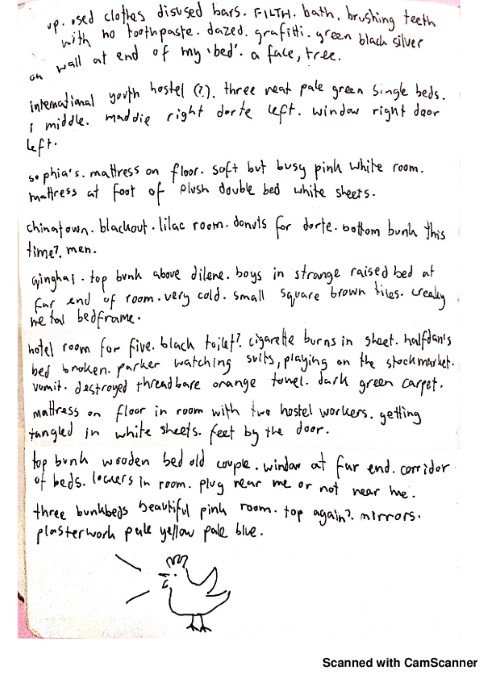 up. used clothes disused bars. FILTH. bath. brushing teeth
with no toothpaste. dazed. grafitti. green black silver
on wall at end of my 'bed'. a face, tree.
international youth hostel (?). three neat pale green single beds.
i middle. maddie right dorte left. window right door
left.
sophia's. mattress on floor. soft but busy pink white room.
mattress at foot of plush double bed white sheets.
chinatown. blackout. lilac room. donuts for dorte. bottom bunk this
time?. men.
qinghai. top bunk above dilene. boys in strange raised bed at
far end of room. very cold. small square brown tiles. creaky
metal bedframe.
hotel room for five. black toilet?. cigarette burns in sheet. halfdan's
bed broken. parker watching suits, playing on the stockmarket.
vomit. destroyed threadbare orange towel. dark green carpet.
mattress on floor in room with two hostel workers. getting
tangled in white sheets. feet by the door.
top bunk wooden bed old couple. window at far end. corridor
of beds. lockers in room. plug near me or not near me.
three bunkbeds beautiful pink room. top again?. mirrors.
plasterwork pale yellow pale blue.
Scanned with CamScanner